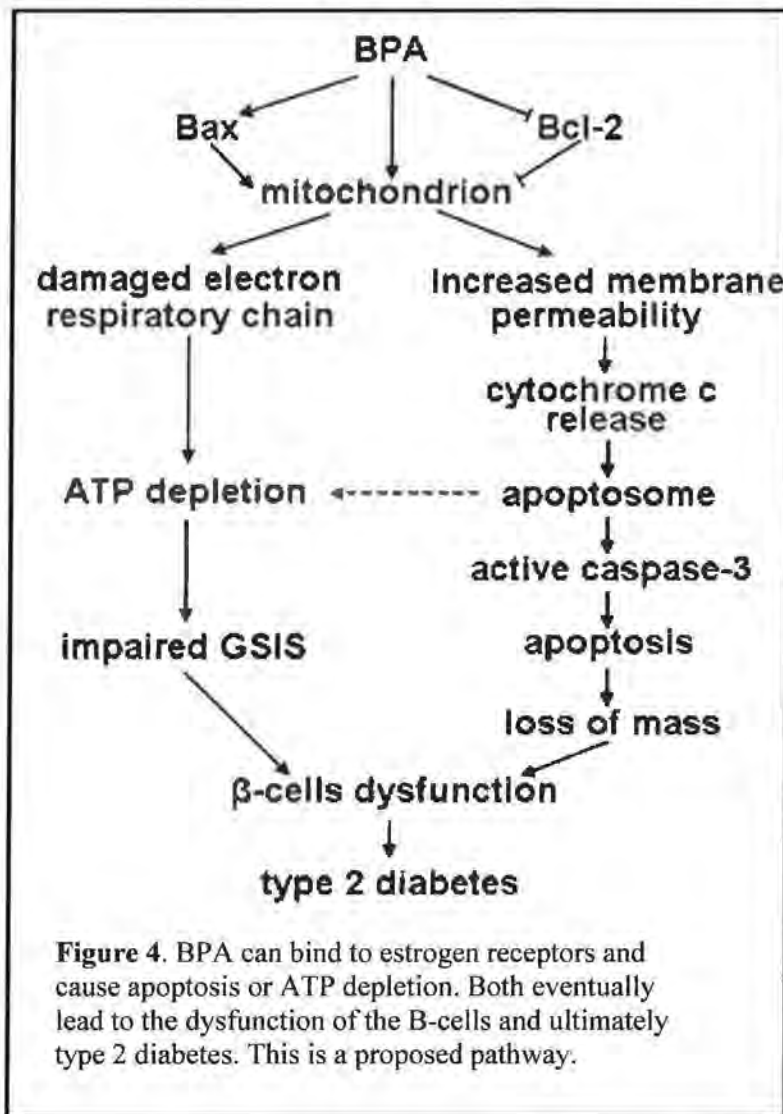 BPA
Bax
Bcl-2
mitochondrion
damaged electron
respiratory chain
Increased membrane
permeability
cytochrome c
release
ATP depletion
apoptosome
active caspase-3
impaired GSIS
apoptosis
loss of mass
β-cells dysfunction
type 2 diabetes
Figure 4. BPA can bind to estrogen receptors and
cause apoptosis or ATP depletion. Both eventually
lead to the dysfunction of the B-cells and ultimately
type 2 diabetes. This is a proposed pathway.